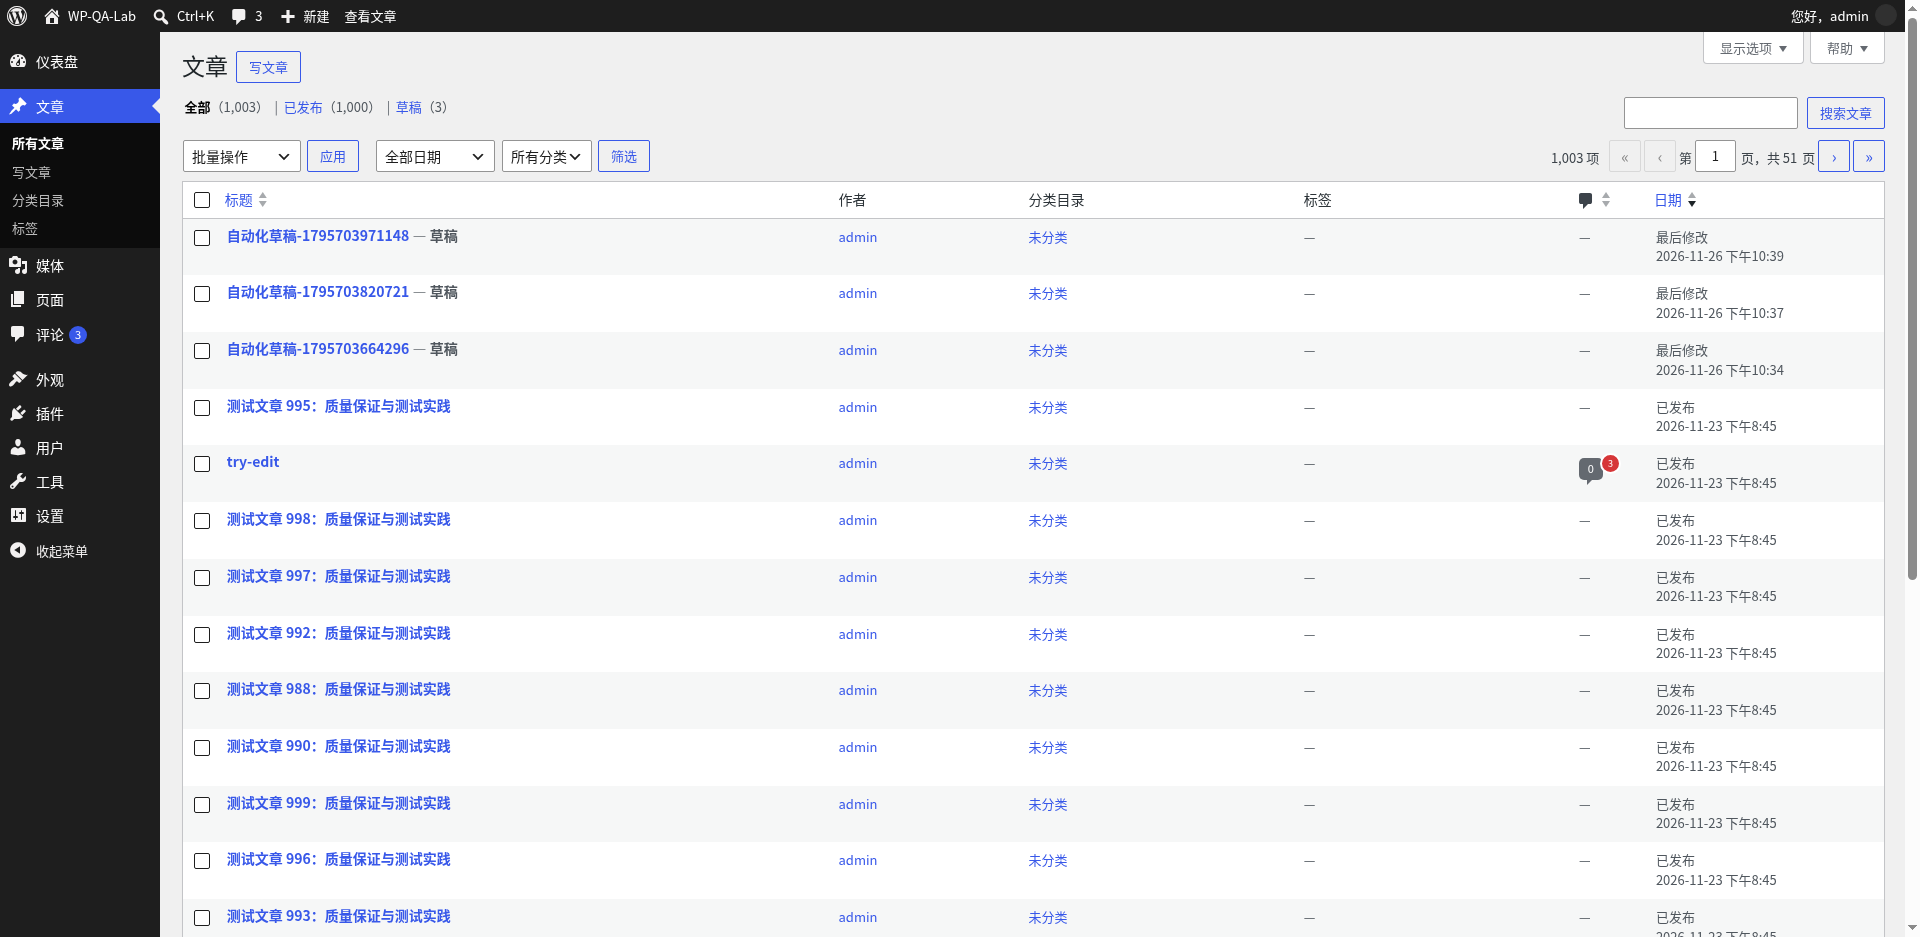 WP-QA-Lab Ctrl+K 3 新建 查看文章 您好，admin
仪表盘
文章
所有文章
写文章
分类目录
标签
媒体
页面
评论 3
外观
插件
用户
工具
设置
收起菜单
显示选项 帮助
文章 写文章
全部（1,003） | 已发布（1,000） | 草稿（3）
搜索文章
批量操作 应用 全部日期 所有分类 筛选 1,003 项 « ‹ 第 1 页，共 51 页 › »
标题 作者 分类目录 标签 日期
自动化草稿-1795703971148 — 草稿 admin 未分类 — — 最后修改
2026-11-26 下午10:39
自动化草稿-1795703820721 — 草稿 admin 未分类 — — 最后修改
2026-11-26 下午10:37
自动化草稿-1795703664296 — 草稿 admin 未分类 — — 最后修改
2026-11-26 下午10:34
测试文章 995：质量保证与测试实践 admin 未分类 — — 已发布
2026-11-23 下午8:45
try-edit admin 未分类 — 0 3 已发布
2026-11-23 下午8:45
测试文章 998：质量保证与测试实践 admin 未分类 — — 已发布
2026-11-23 下午8:45
测试文章 997：质量保证与测试实践 admin 未分类 — — 已发布
2026-11-23 下午8:45
测试文章 992：质量保证与测试实践 admin 未分类 — — 已发布
2026-11-23 下午8:45
测试文章 988：质量保证与测试实践 admin 未分类 — — 已发布
2026-11-23 下午8:45
测试文章 990：质量保证与测试实践 admin 未分类 — — 已发布
2026-11-23 下午8:45
测试文章 999：质量保证与测试实践 admin 未分类 — — 已发布
2026-11-23 下午8:45
测试文章 996：质量保证与测试实践 admin 未分类 — — 已发布
2026-11-23 下午8:45
测试文章 993：质量保证与测试实践 admin 未分类 — — 已发布
2026-11-23 下午8:45